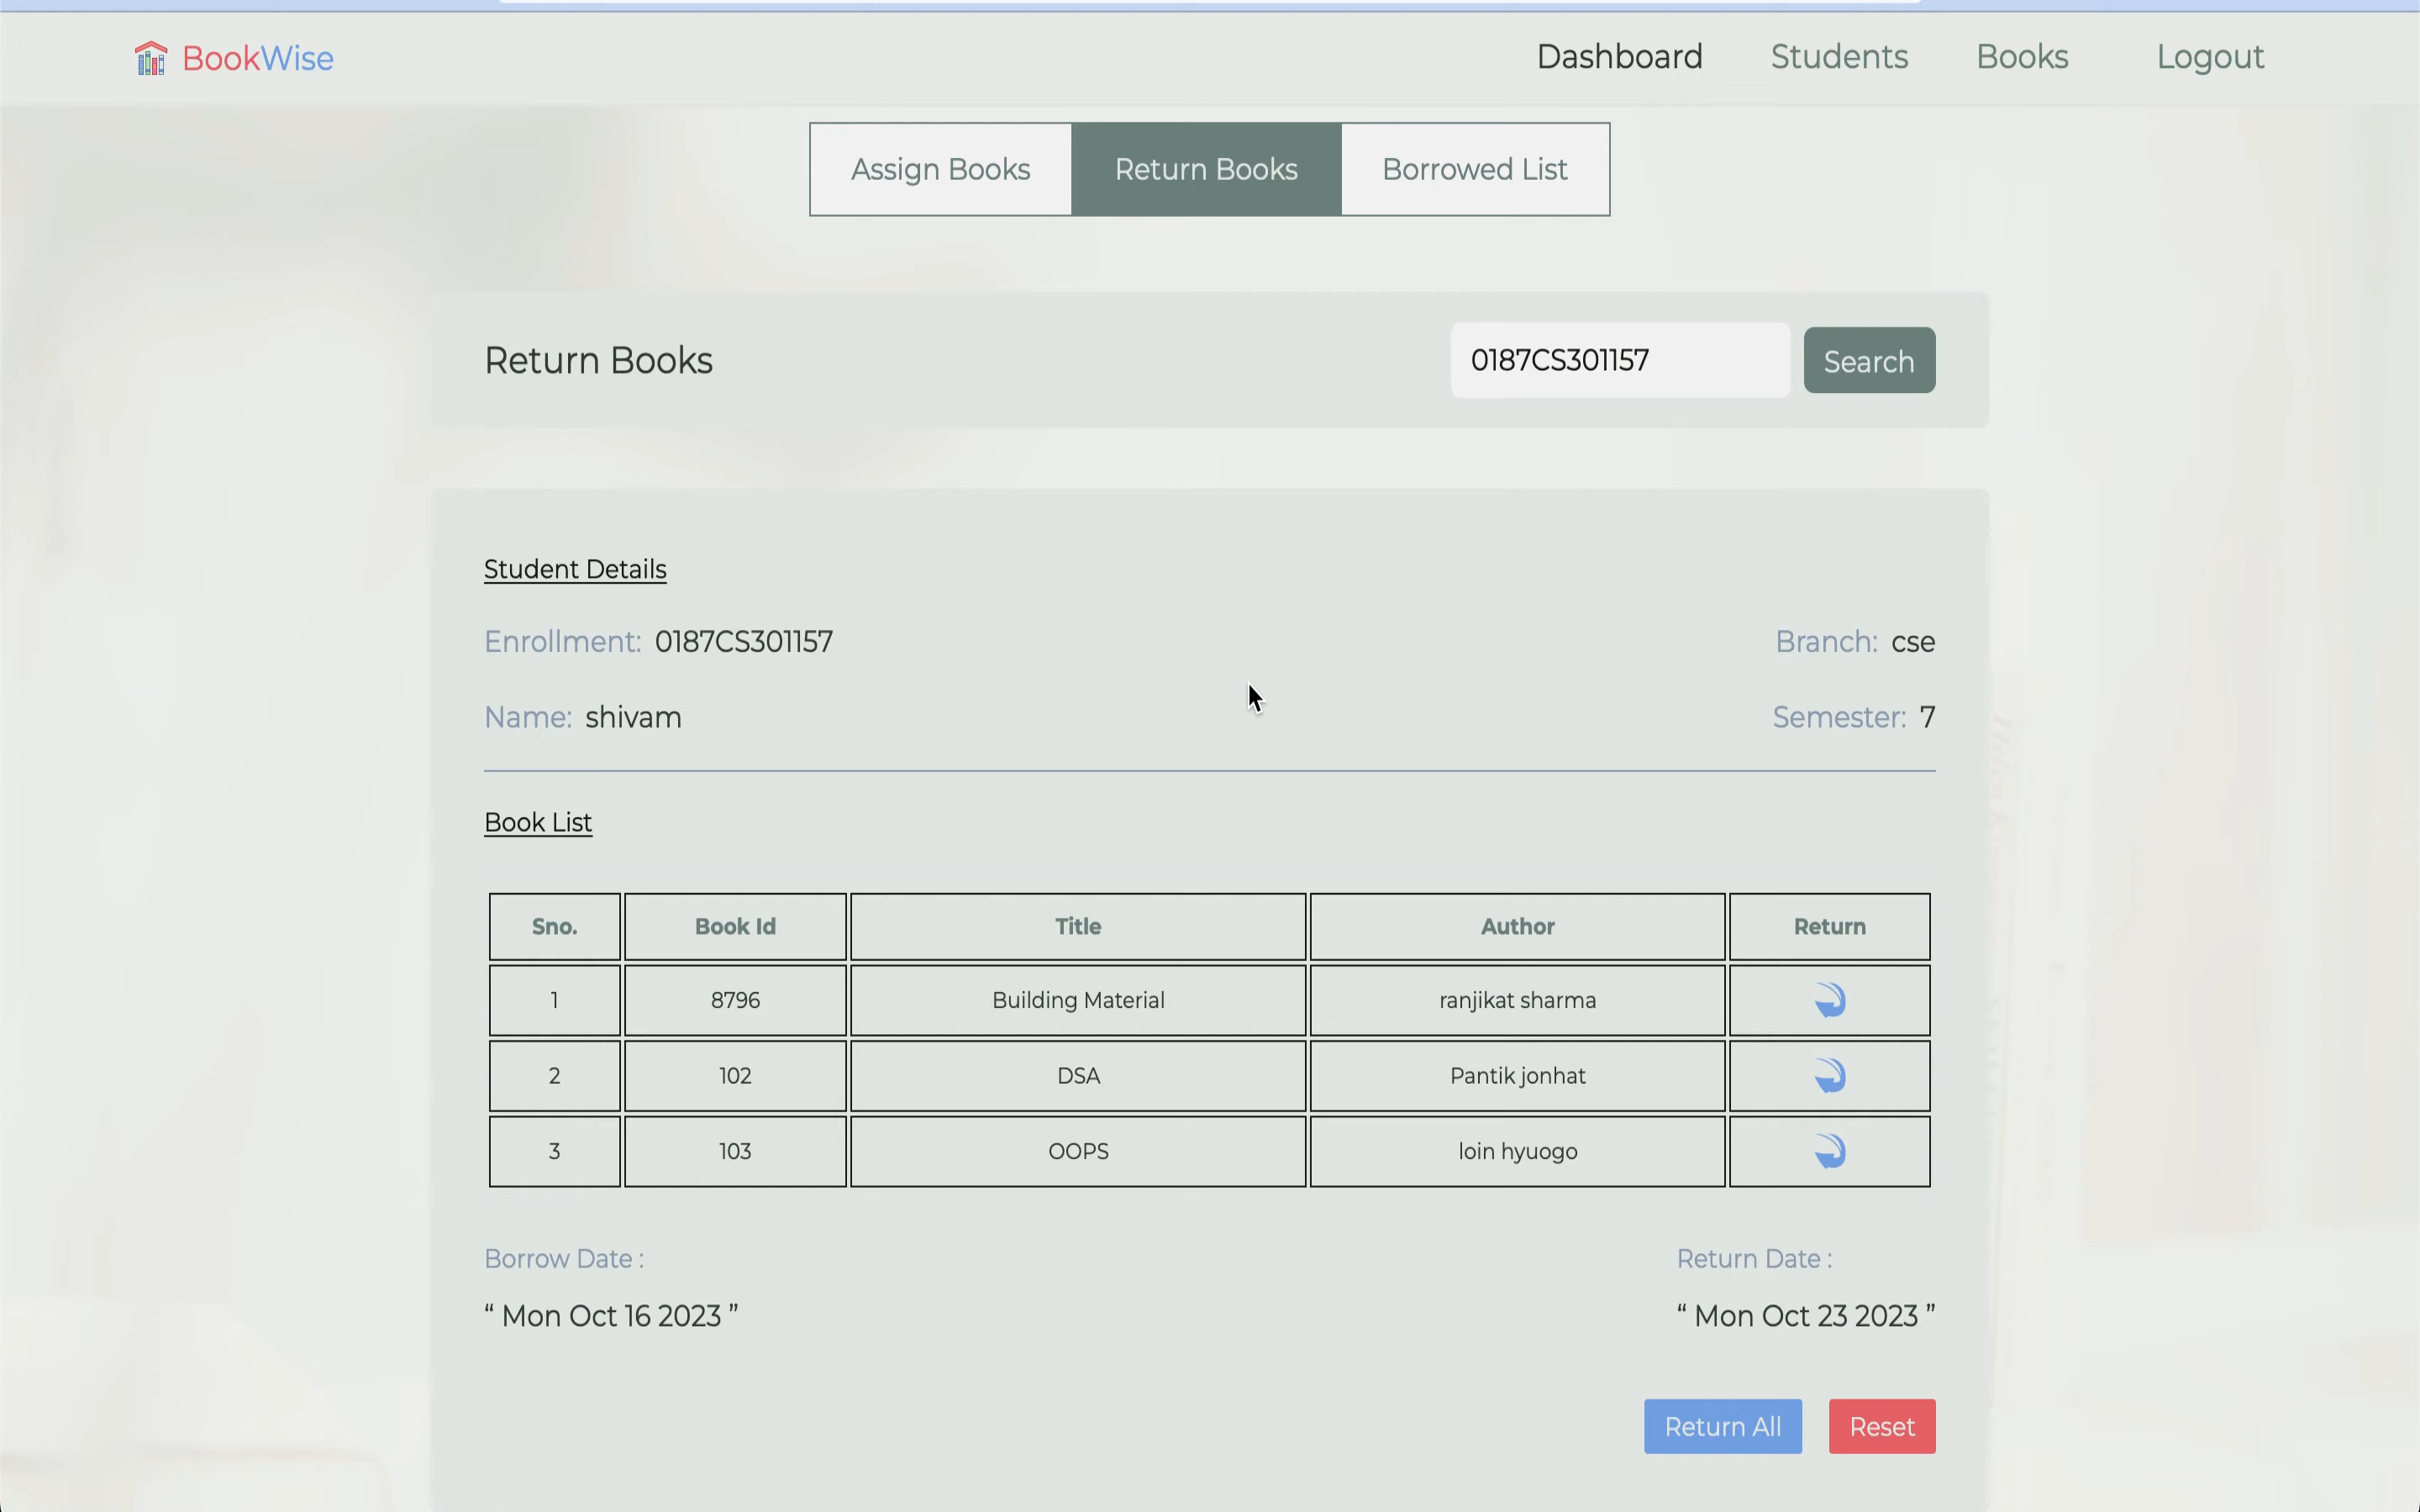 BookWise Dashboard Students Books Logout
Assign Books Return Books Borrowed List
Return Books 0187CS301157 Search
Student Details
Enrollment: 0187CS301157 Branch: cse
Name: shivam Semester: 7
Book List
Sno. Book Id Title Author Return
1 8796 Building Material ranjikat sharma
2 102 DSA Pantik jonhat
3 103 OOPS loin hyuogo
Borrow Date : Return Date :
“ Mon Oct 16 2023 ” “ Mon Oct 23 2023 ”
Return All Reset